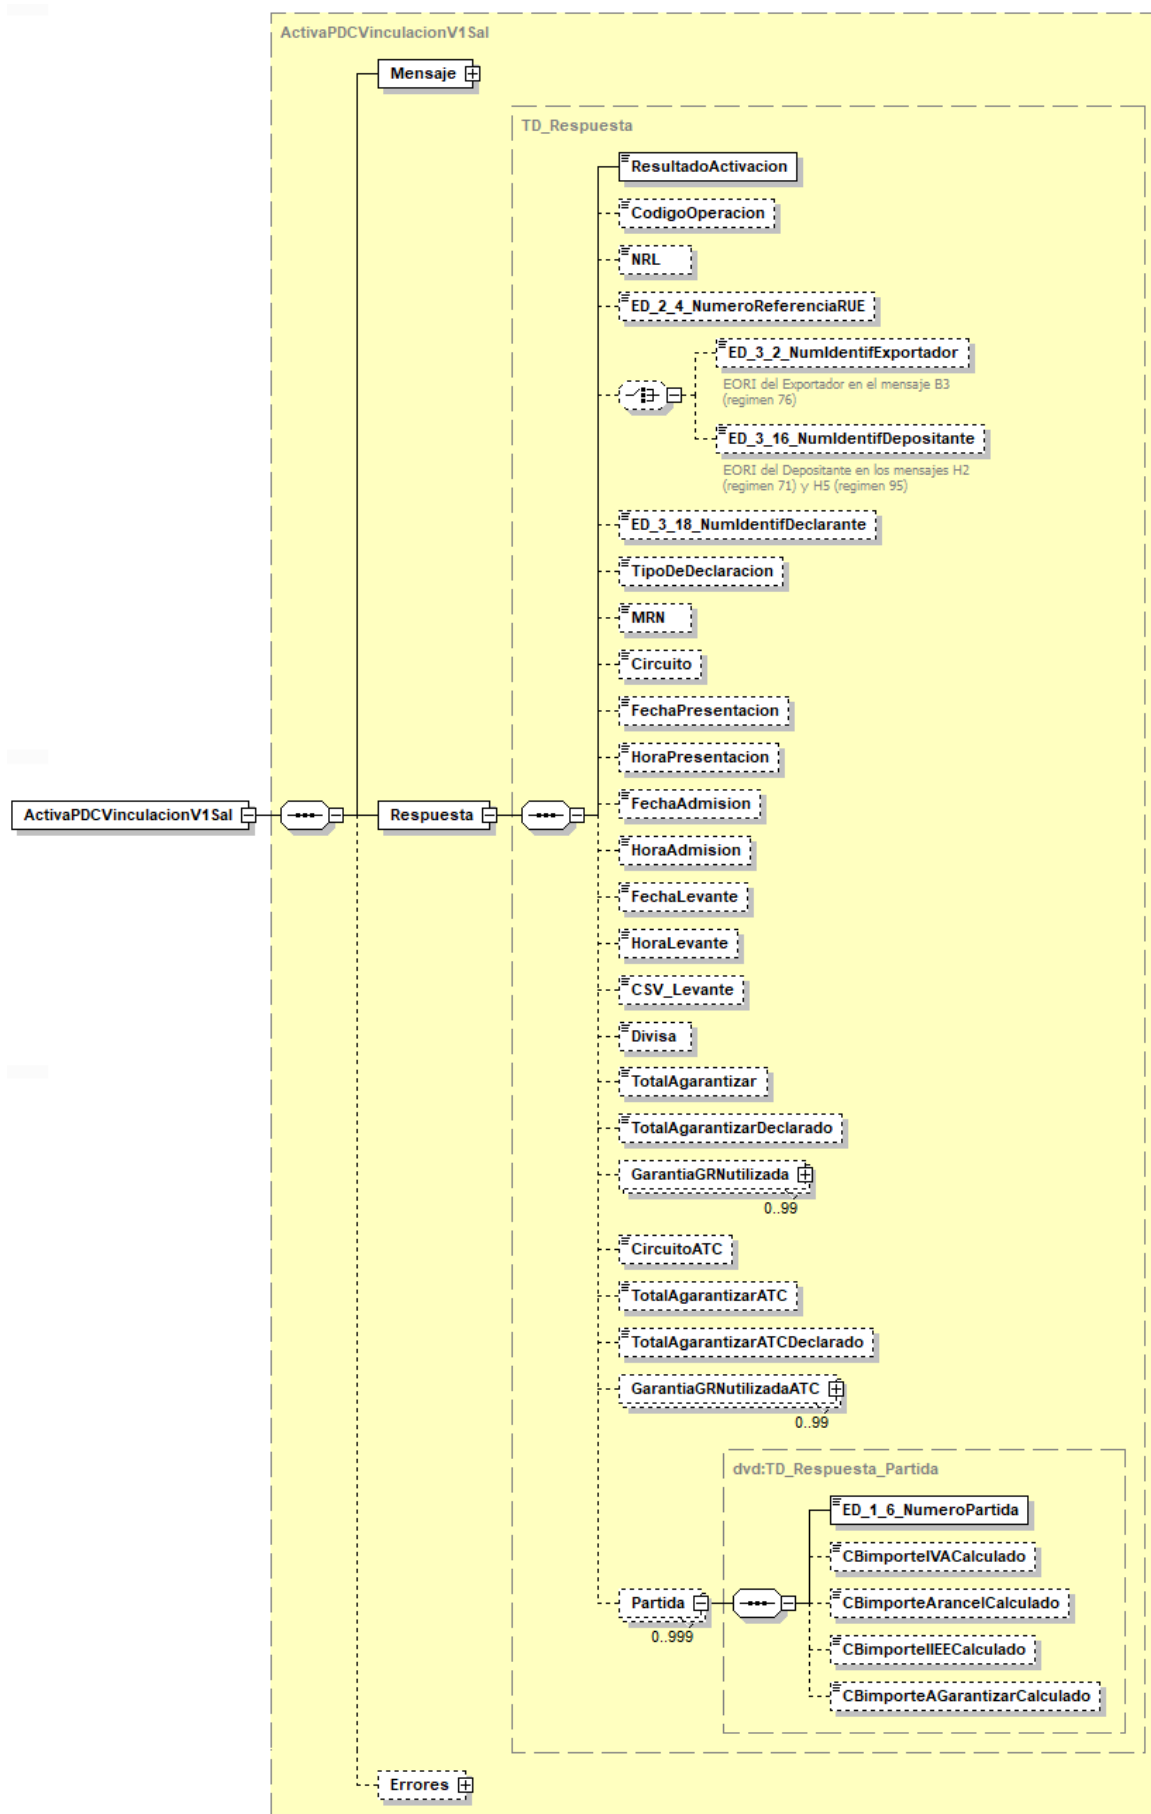 ActivaPDCVinculacionV1Sal
Mensaje
TD_Respuesta
ResultadoActivacion
CodigoOperacion
NRL
ED_2_4_NumeroReferenciaRUE
ED_3_2_NumIdentifExportador
EORI del Exportador en el mensaje B3
(regimen 76)
ED_3_16_NumIdentifDepositante
EORI del Depositante en los mensajes H2
(regimen 71) y H5 (regimen 95)
ED_3_18_NumIdentifDeclarante
TipoDeDeclaracion
MRN
Circuito
FechaPresentacion
HoraPresentacion
FechaAdmision
ActivaPDCVinculacionV1Sal
Respuesta
HoraAdmision
FechaLevante
HoraLevante
CSV_Levante
Divisa
TotalAgarantizar
TotalAgarantizarDeclarado
GarantiaGRNutilizada
0..99
CircuitoATC
TotalAgarantizarATC
TotalAgarantizarATCDeclarado
GarantiaGRNutilizadaATC
0..99
dvd:TD_Respuesta_Partida
ED_1_6_NumeroPartida
CBimporteIVACalculado
Partida
0..999
CBimporteArancelCalculado
CBimporteIIEECalculado
CBimporteAGarantizarCalculado
Errores